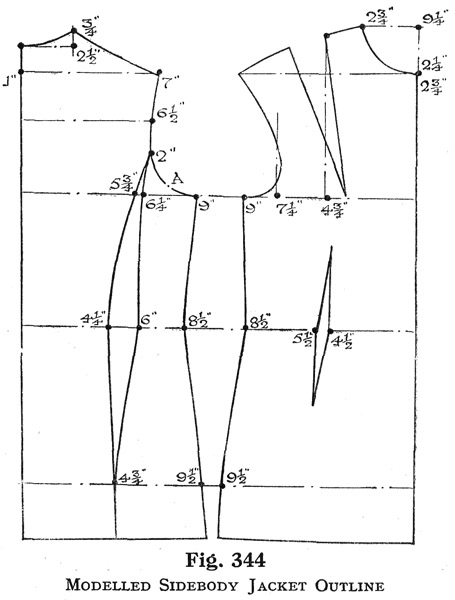 3/4" 2 3/4" 9 1/4"
2 1/2" 2 1/4"
1" 7" 2 3/4"
6 1/2"
2"
5 3/4" A
6 1/4" 9" 9" 7 1/4" 4 3/4"
4 1/4" 6" 8 1/2" 8 1/2" 5 1/2 4 1/2"
4 3/4" 9 1/2" 9 1/2"
Fig. 344
Modelled Sidebody Jacket Outline